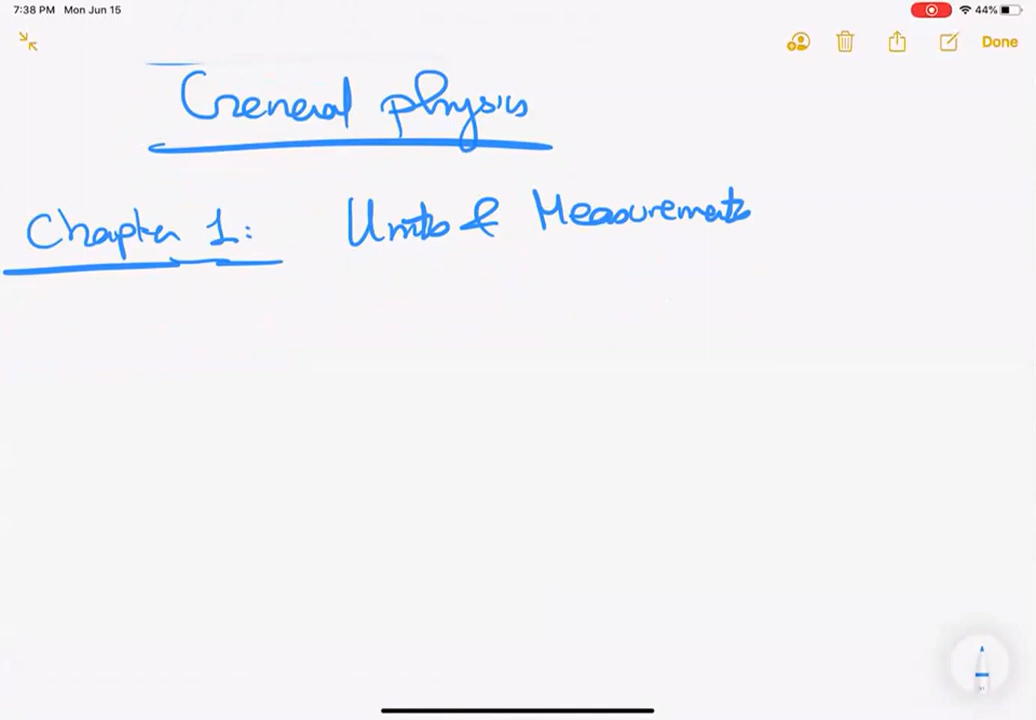 7:38 PM Mon Jun 15 44%
Done
General physics
Chapter 1: Units & Measurements